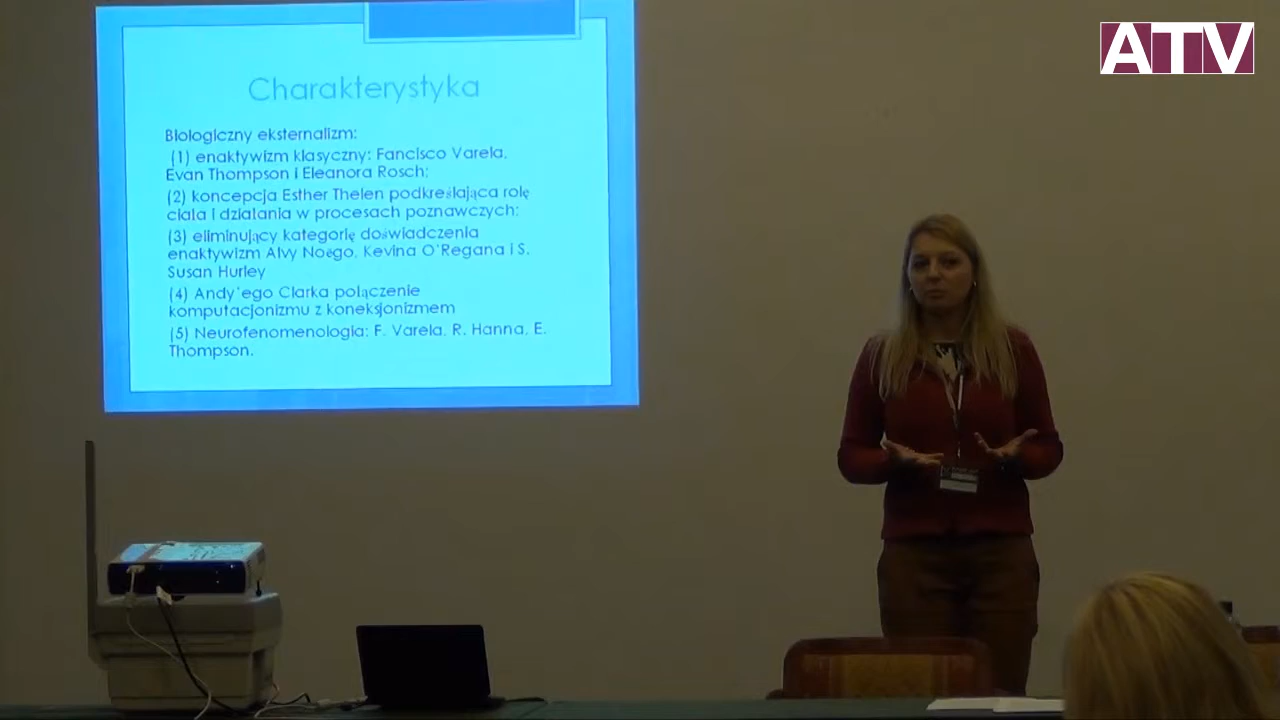 ATV
Charakterystyka
Biologiczny eksternalizm:
(1) enaktywizm klasyczny: Fancisco Varela,
Evan Thompson i Eleanora Rosch;
(2) koncepcja Esther Thelen podkreślająca rolę
ciała i działania w procesach poznawczych;
(3) eliminujący kategorię doświadczenia
enaktywizm Alvy Noëgo, Kevina O'Regana i S.
Susan Hurley
(4) Andy'ego Clarka połączenie
komputacjonizmu z koneksjonizmem
(5) Neurofenomenologia: F. Varela, R. Hanna, E.
Thompson.